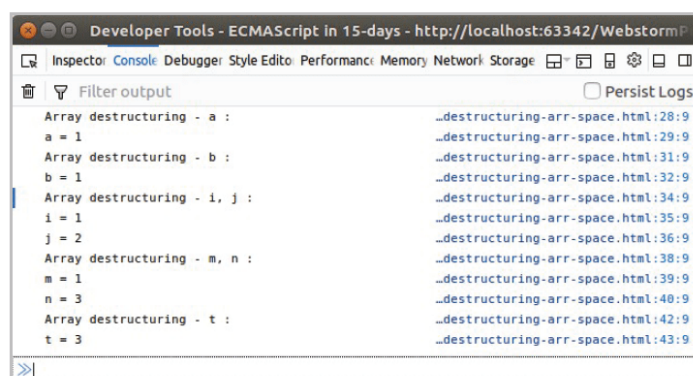 Developer Tools - ECMAScript in 15-days - http://localhost:63342/WebstormP
Inspector Console Debugger Style Edito Performance Memory Network Storage
Filter output Persist Logs
Array destructuring - a : …destructuring-arr-space.html:28:9
a = 1 …destructuring-arr-space.html:29:9
Array destructuring - b : …destructuring-arr-space.html:31:9
b = 1 …destructuring-arr-space.html:32:9
Array destructuring - i, j : …destructuring-arr-space.html:34:9
i = 1 …destructuring-arr-space.html:35:9
j = 2 …destructuring-arr-space.html:36:9
Array destructuring - m, n : …destructuring-arr-space.html:38:9
m = 1 …destructuring-arr-space.html:39:9
n = 3 …destructuring-arr-space.html:40:9
Array destructuring - t : …destructuring-arr-space.html:42:9
t = 3 …destructuring-arr-space.html:43:9